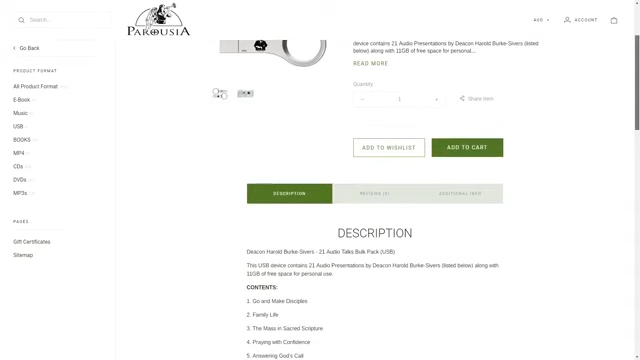 Search...
PAROUSIA
AUD
ACCOUNT
Go Back
PRODUCT FORMAT
All Product Format
E-Book
Music
USB
BOOKS
MP4
CDs
DVDs
MP3s
PAGES
Gift Certificates
Sitemap
device contains 21 Audio Presentations by Deacon Harold Burke-Sivers (listed
below) along with 11GB of free space for personal...
READ MORE
Quantity
− 1 +
Share Item
ADD TO WISHLIST
ADD TO CART
DESCRIPTION
REVIEWS (0)
ADDITIONAL INFO
DESCRIPTION
Deacon Harold Burke-Sivers - 21 Audio Talks Bulk Pack (USB)
This USB device contains 21 Audio Presentations by Deacon Harold Burke-Sivers (listed below) along with
11GB of free space for personal use.
CONTENTS:
1. Go and Make Disciples
2. Family Life
3. The Mass in Sacred Scripture
4. Praying with Confidence
5. Answering God's Call